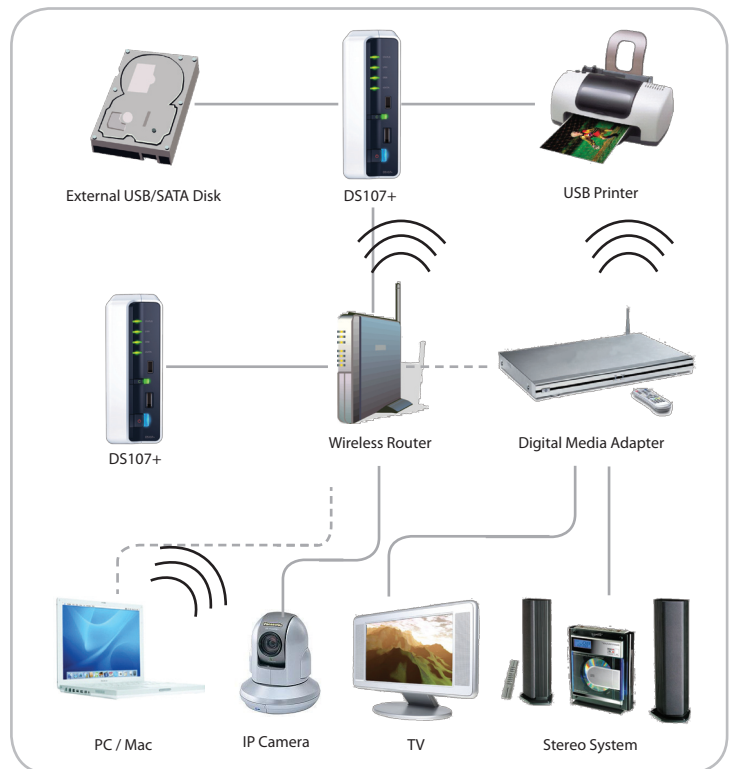 External USB/SATA Disk
DS107+
USB Printer
DS107+
Wireless Router
Digital Media Adapter
PC / Mac
IP Camera
TV
Stereo System